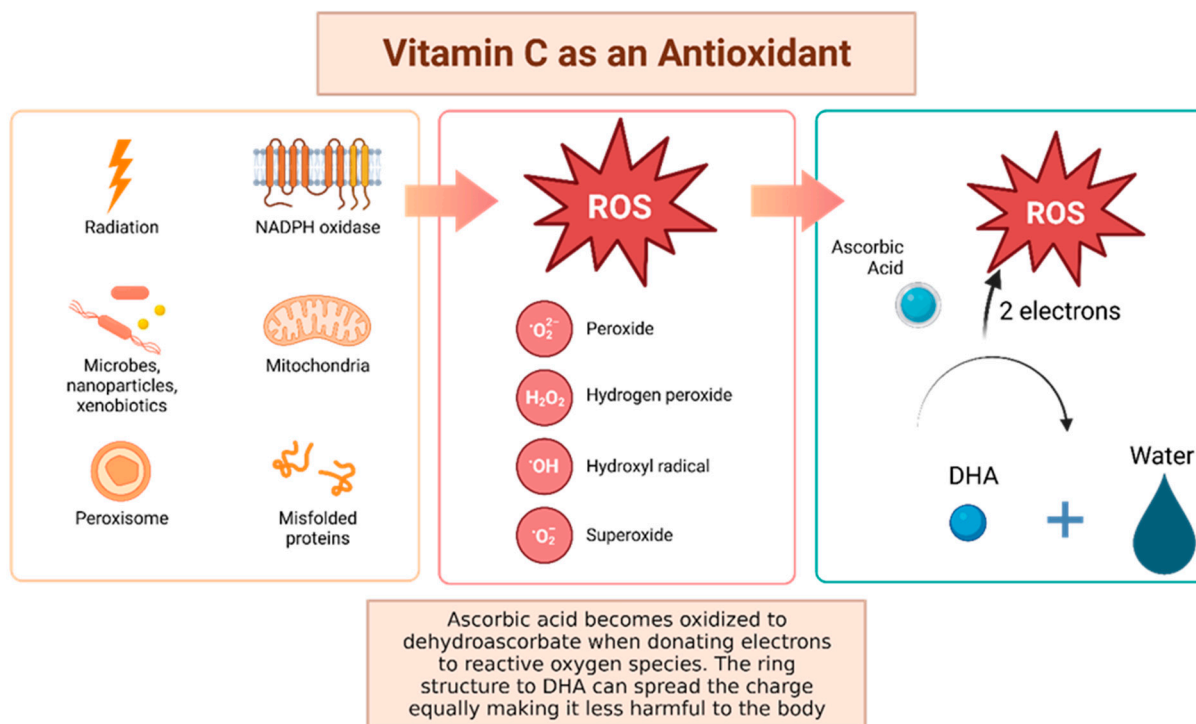 Vitamin C as an Antioxidant
Radiation
NADPH oxidase
Microbes,
nanoparticles,
xenobiotics
Mitochondria
Peroxisome
Misfolded
proteins
ROS
·O₂²⁻
Peroxide
H₂O₂
Hydrogen peroxide
·OH
Hydroxyl radical
·O₂⁻
Superoxide
ROS
Ascorbic
Acid
2 electrons
DHA
+
Water
Ascorbic acid becomes oxidized to
dehydroascorbate when donating electrons
to reactive oxygen species. The ring
structure to DHA can spread the charge
equally making it less harmful to the body